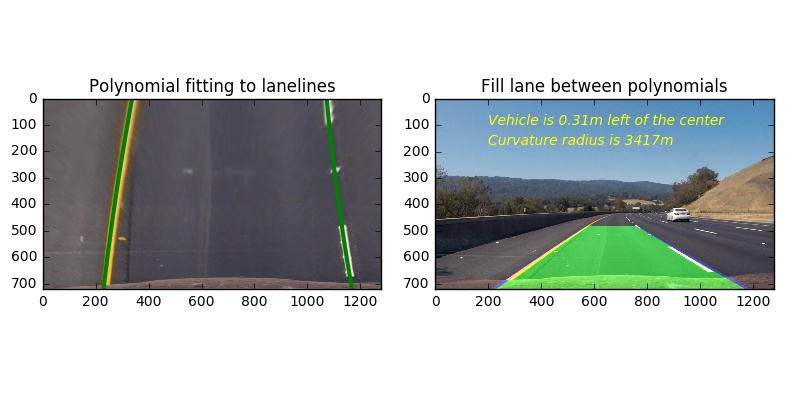 Polynomial fitting to lanelines
0
100
200
300
400
500
600
700
0 200 400 600 800 1000 1200
Fill lane between polynomials
0
100
200
300
400
500
600
700
Vehicle is 0.31m left of the center
Curvature radius is 3417m
0 200 400 600 800 1000 1200